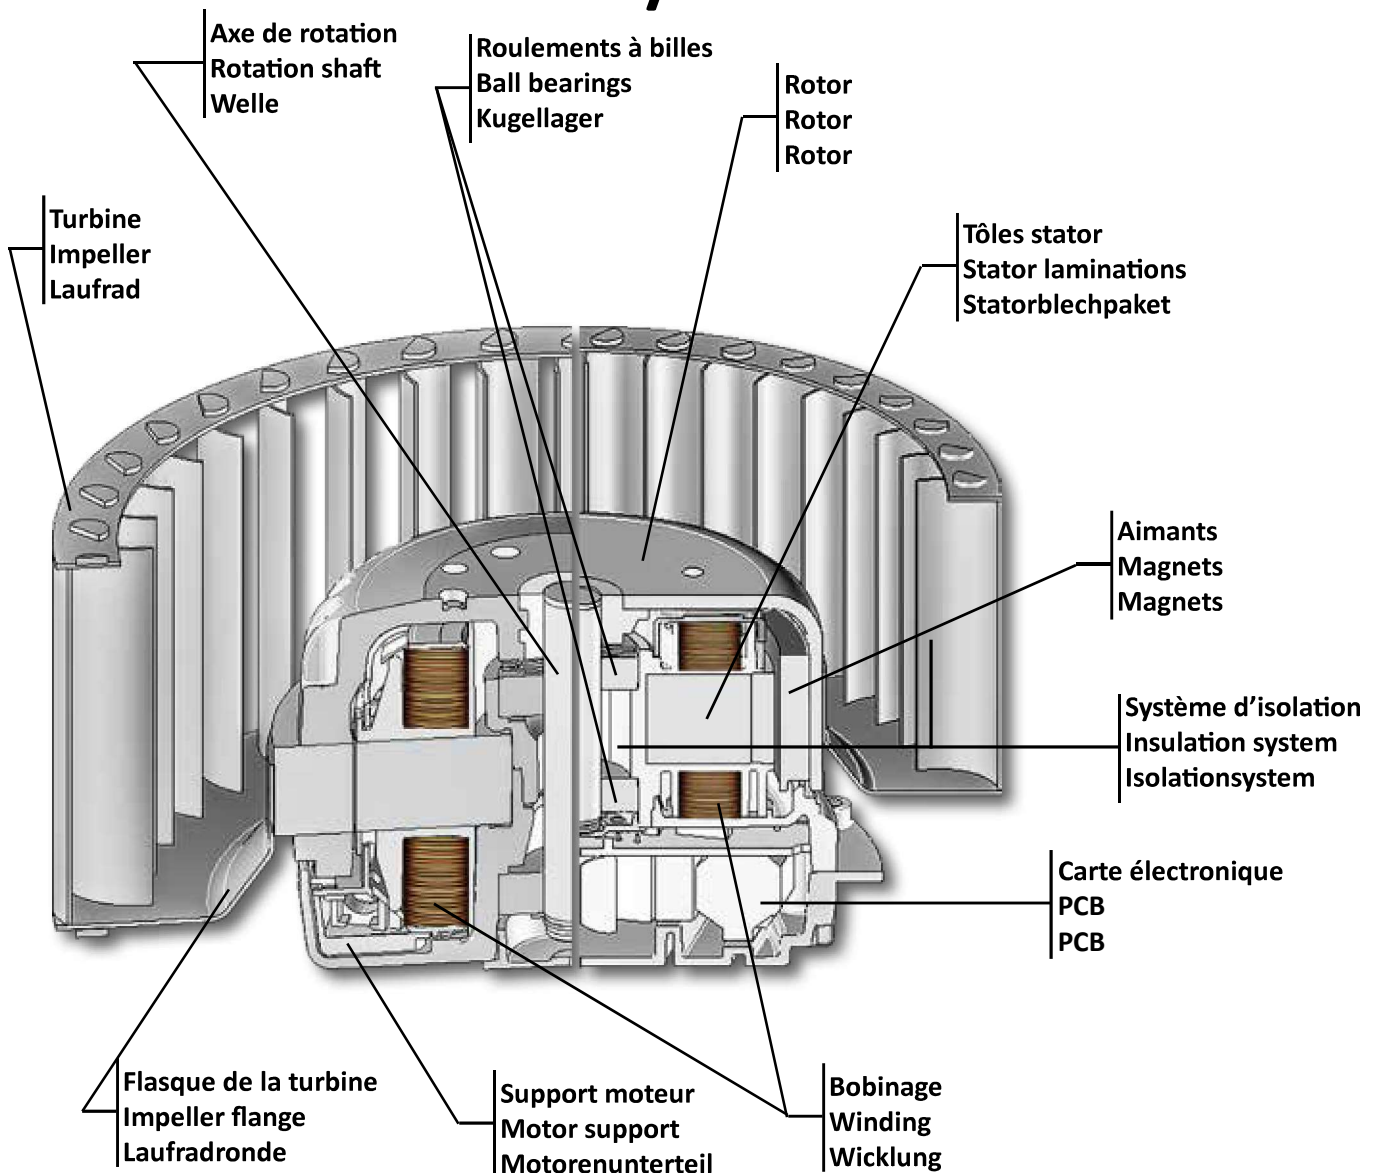 Axe de rotation
Rotation shaft
Welle
Roulements à billes
Ball bearings
Kugellager
Rotor
Rotor
Rotor
Turbine
Impeller
Laufrad
Tôles stator
Stator laminations
Statorblechpaket
Aimants
Magnets
Magnets
Système d’isolation
Insulation system
Isolationsystem
Carte électronique
PCB
PCB
Flasque de la turbine
Impeller flange
Laufradronde
Support moteur
Motor support
Motorenunterteil
Bobinage
Winding
Wicklung